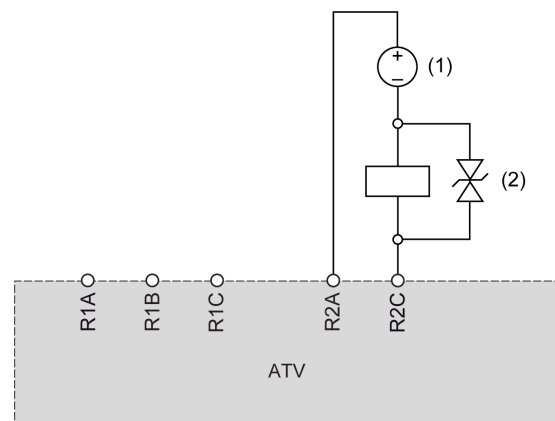 +
(1)
−
(2)
R1A
R1B
R1C
R2A
R2C
ATV